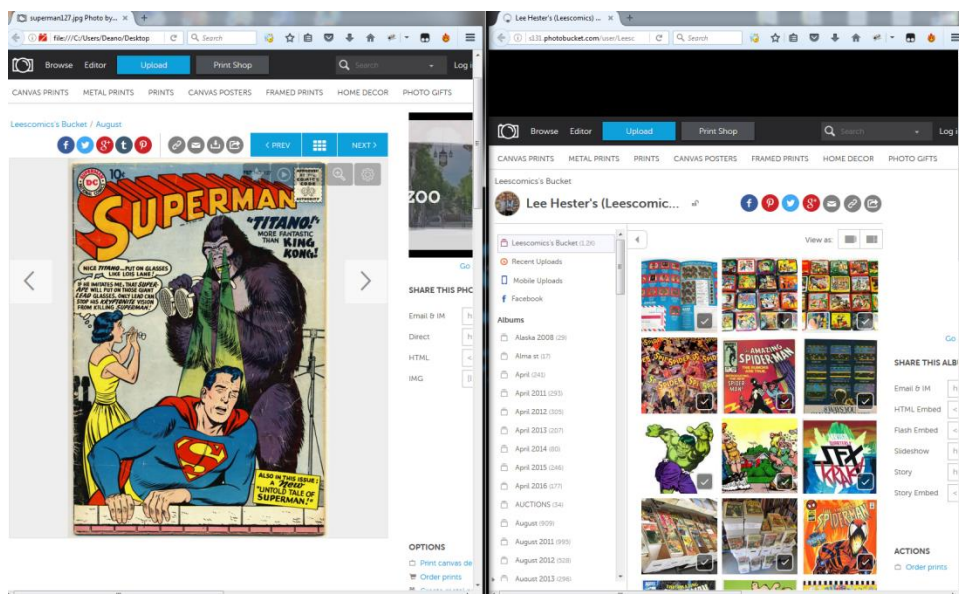 superman127.jpg Photo by...
file:///C:/Users/Deano/Desktop
Search
Browse
Editor
Upload
Print Shop
Search
CANVAS PRINTS
METAL PRINTS
PRINTS
CANVAS POSTERS
FRAMED PRINTS
HOME DECOR
PHOTO GIFTS
Leescomics's Bucket / August
< PREV
NEXT >
DC
10¢
APPROVED
AUTHORITY
SUPERMAN
"TITANO!"
MORE FANTASTIC
THAN KING
KONG!
NICE TITANO--PUT ON GLASSES
LIKE LOIS LANE!
IF HE IMITATES ME, THAT SUPER-
APE WILL PUT ON THOSE GIANT
LEAD GLASSES. ONLY LEAD CAN
STOP HIS KRYPTONITE VISION
FROM KILLING SUPERMAN!
ALSO IN THIS ISSUE:
A New
"UNTOLD TALE OF
SUPERMAN!"
ZOO
Go
SHARE THIS PHO
Email & IM
Direct
HTML
IMG
OPTIONS
Print canvas de
Order prints
Lee Hester's (Leescomics) ...
s331.photobucket.com/user/Leesc
Search
Browse
Editor
Upload
Print Shop
Search
Log i
CANVAS PRINTS
METAL PRINTS
PRINTS
CANVAS POSTERS
FRAMED PRINTS
HOME DECOR
PHOTO GIFTS
Leescomics's Bucket
Lee Hester's (Leescomic...
Leescomics's Bucket
View as:
Recent Uploads
Mobile Uploads
Facebook
Albums
Alaska 2008 (29)
Alma st (17)
April (241)
April 2011 (293)
April 2012 (305)
April 2013 (207)
April 2014 (80)
April 2015 (246)
April 2016 (177)
AUCTIONS (34)
August (909)
August 2011 (985)
August 2012 (528)
August 2013 (296)
AMAZING
SPIDER-MAN
SPIDER-MAN
Go
SHARE THIS ALB
Email & IM
HTML Embed
Flash Embed
Slideshow
Story
Story Embed
ACTIONS
Order prints